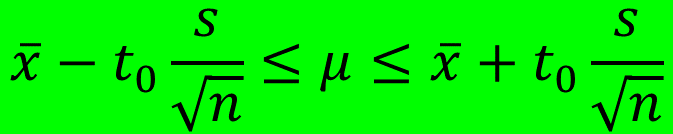 x̄ − t₀ s/√n ≤ μ ≤ x̄ + t₀ s/√n